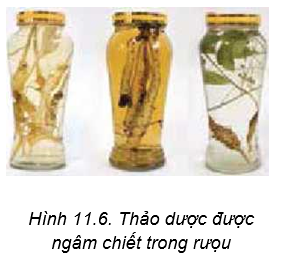 Hình 11.6. Thảo dược được
ngâm chiết trong rượu